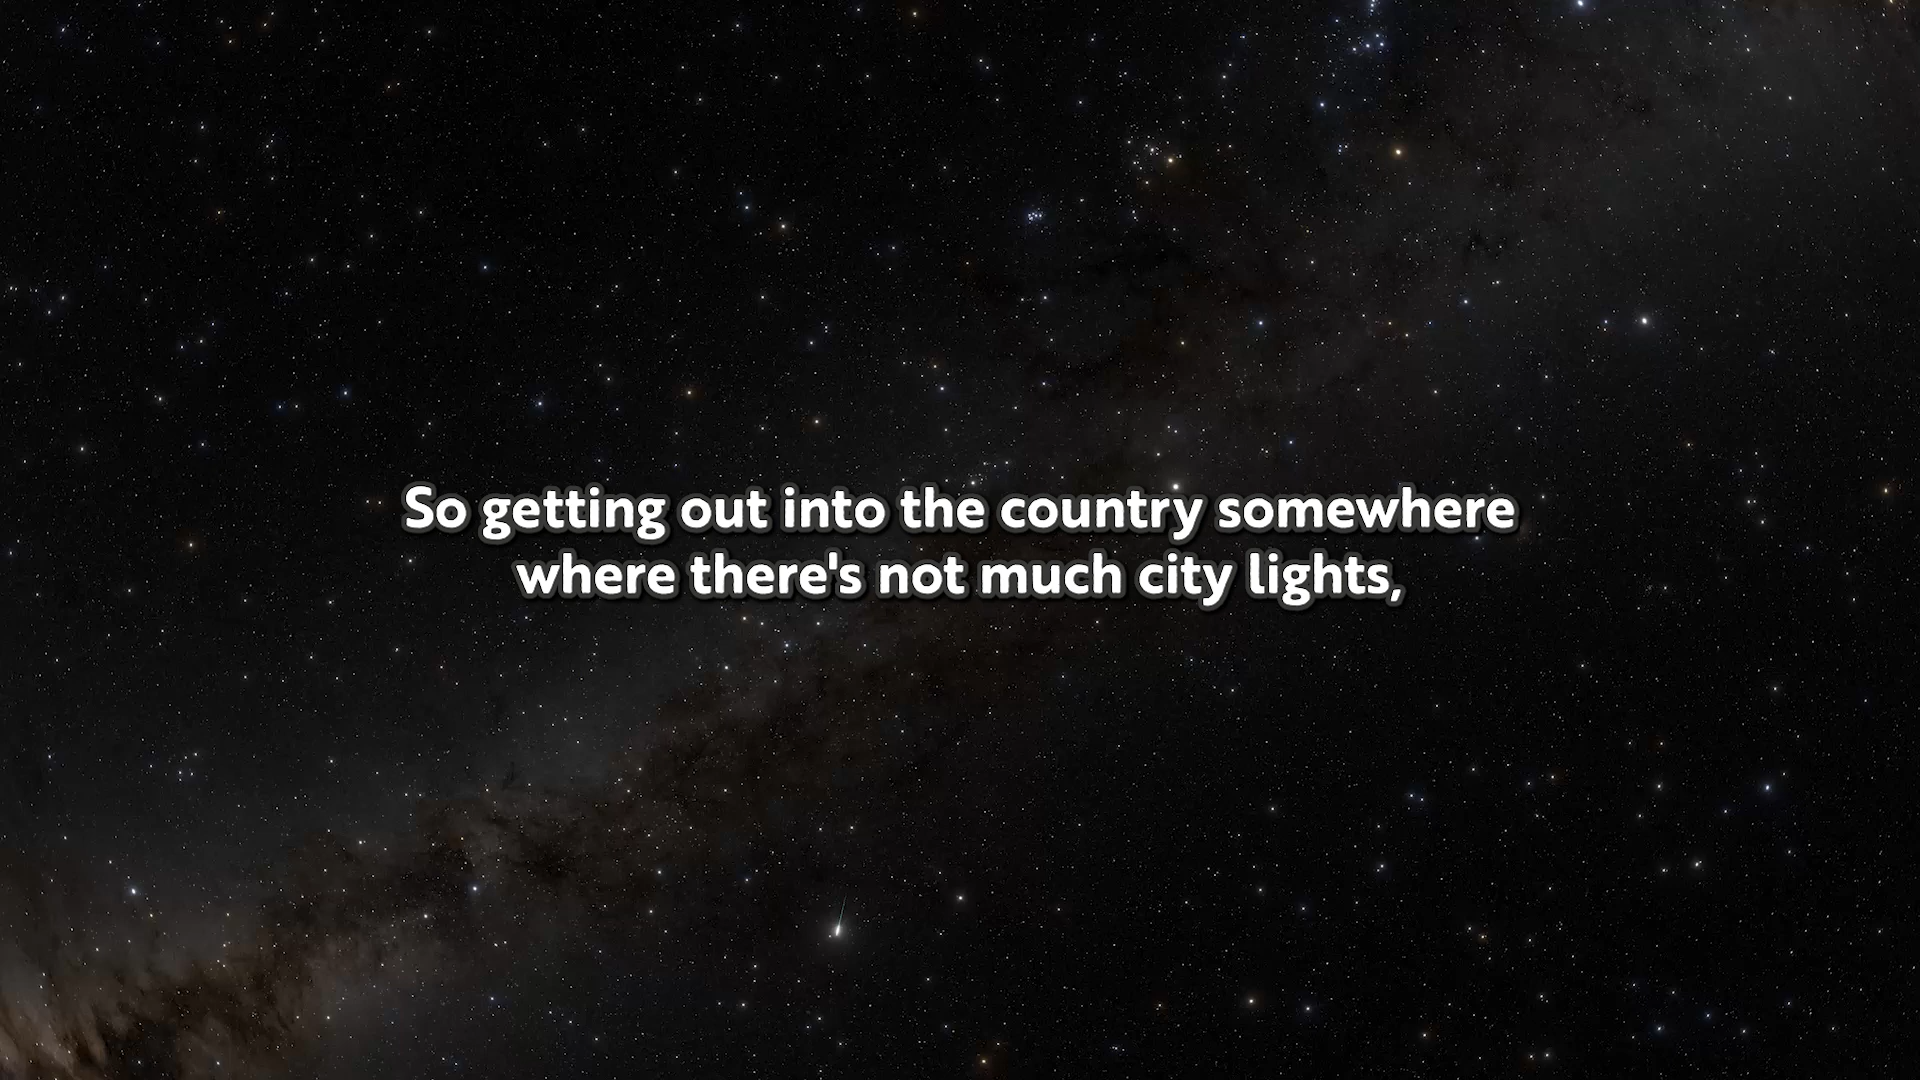 So getting out into the country somewhere
where there's not much city lights,